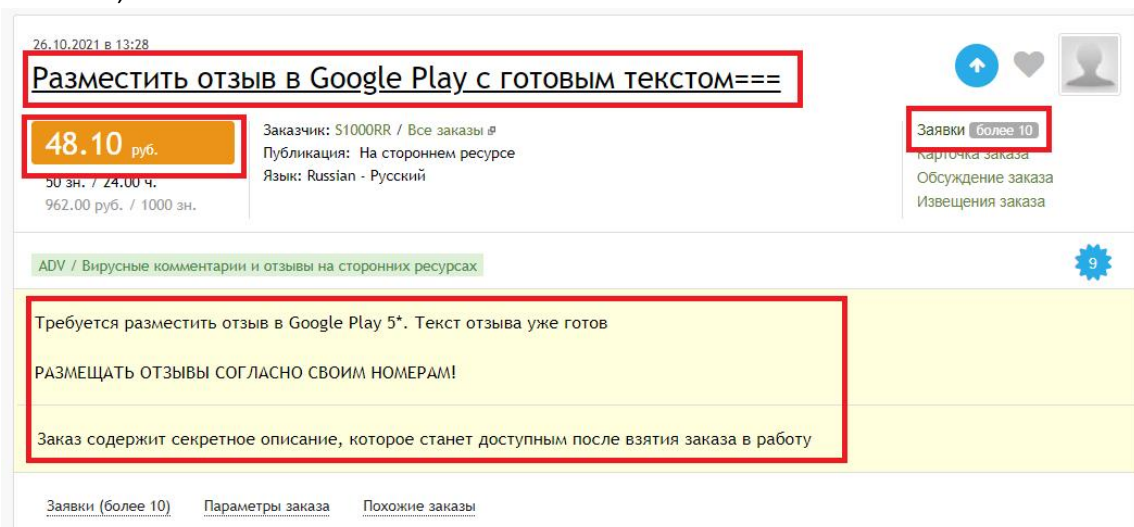 26.10.2021 в 13:28
Разместить отзыв в Google Play с готовым текстом===
48.10 руб.
50 зн. / 24.00 ч.
962.00 руб. / 1000 зн.
Заказчик: S1000RR / Все заказы
Публикация: На стороннем ресурсе
Язык: Russian - Русский
Заявки более 10
Карточка заказа
Обсуждение заказа
Извещения заказа
ADV / Вирусные комментарии и отзывы на сторонних ресурсах
9
Требуется разместить отзыв в Google Play 5*. Текст отзыва уже готов
РАЗМЕЩАТЬ ОТЗЫВЫ СОГЛАСНО СВОИМ НОМЕРАМ!
Заказ содержит секретное описание, которое станет доступным после взятия заказа в работу
Заявки (более 10) Параметры заказа Похожие заказы